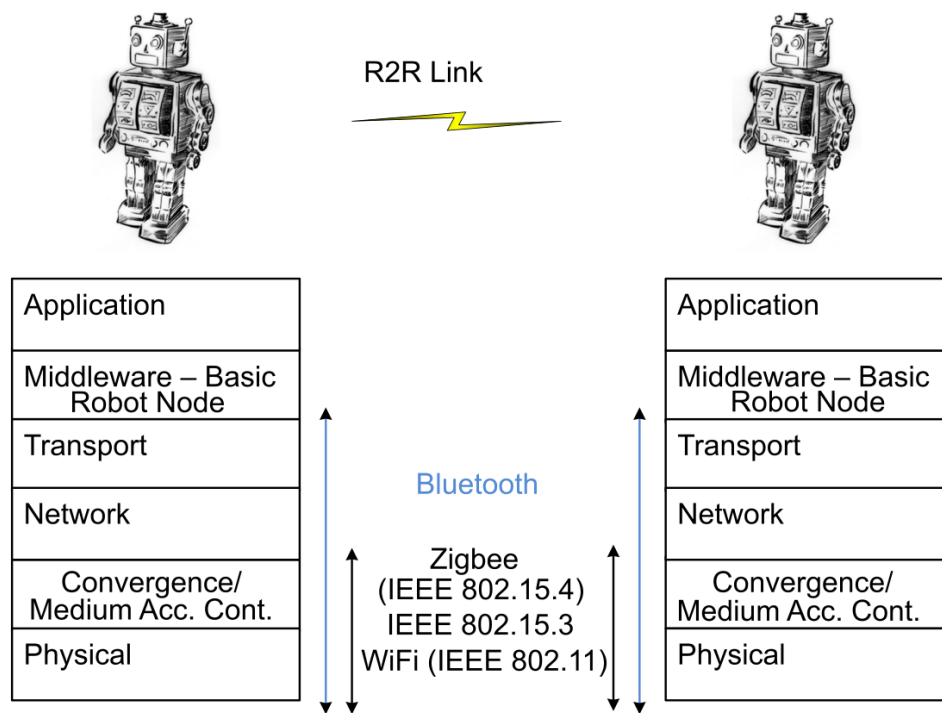 R2R Link
Application
Middleware – Basic
Robot Node
Transport
Network
Convergence/
Medium Acc. Cont.
Physical
Bluetooth
Zigbee
(IEEE 802.15.4)
IEEE 802.15.3
WiFi (IEEE 802.11)
Application
Middleware – Basic
Robot Node
Transport
Network
Convergence/
Medium Acc. Cont.
Physical